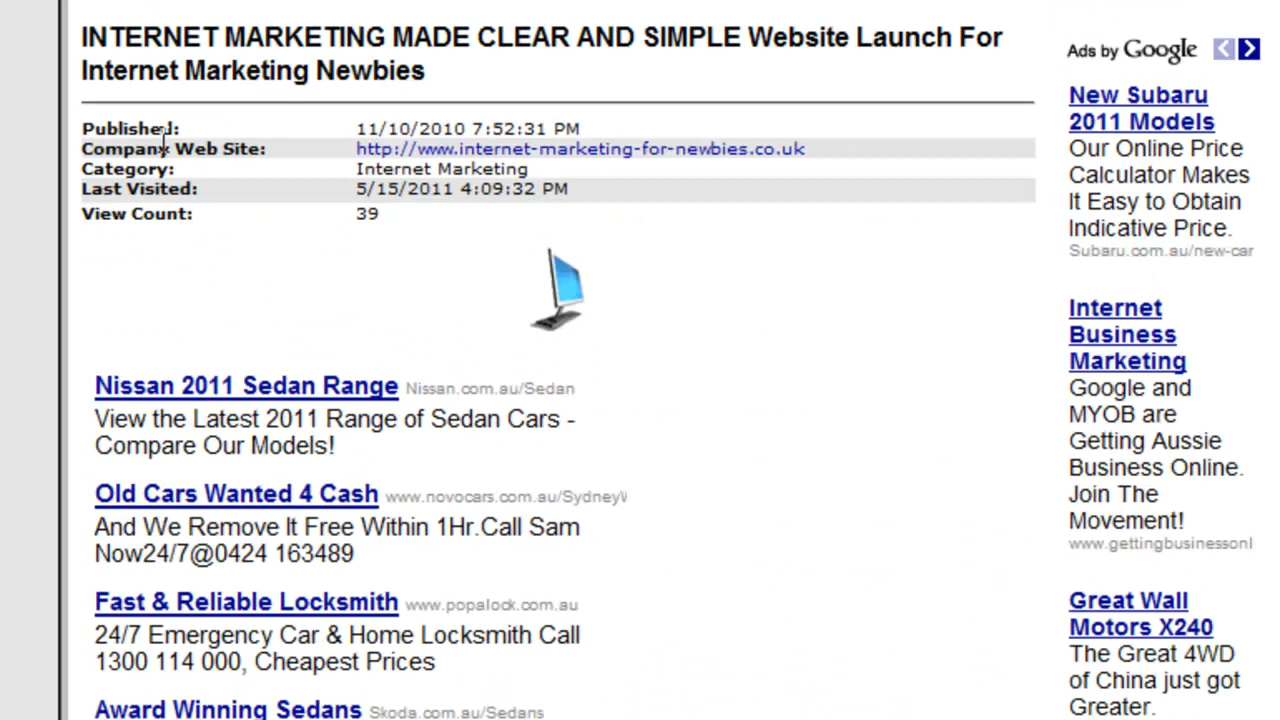 INTERNET MARKETING MADE CLEAR AND SIMPLE Website Launch For
Internet Marketing Newbies
Published: 11/10/2010 7:52:31 PM
Company Web Site: http://www.internet-marketing-for-newbies.co.uk
Category: Internet Marketing
Last Visited: 5/15/2011 4:09:32 PM
View Count: 39
Nissan 2011 Sedan Range Nissan.com.au/Sedan
View the Latest 2011 Range of Sedan Cars -
Compare Our Models!
Old Cars Wanted 4 Cash www.novocars.com.au/Sydney
And We Remove It Free Within 1Hr.Call Sam
Now24/7@0424 163489
Fast & Reliable Locksmith www.popalock.com.au
24/7 Emergency Car & Home Locksmith Call
1300 114 000, Cheapest Prices
Award Winning Sedans Skoda.com.au/Sedans
Ads by Google
New Subaru
2011 Models
Our Online Price
Calculator Makes
It Easy to Obtain
Indicative Price.
Subaru.com.au/new-car
Internet
Business
Marketing
Google and
MYOB are
Getting Aussie
Business Online.
Join The
Movement!
www.gettingbusinessonl
Great Wall
Motors X240
The Great 4WD
of China just got
Greater.